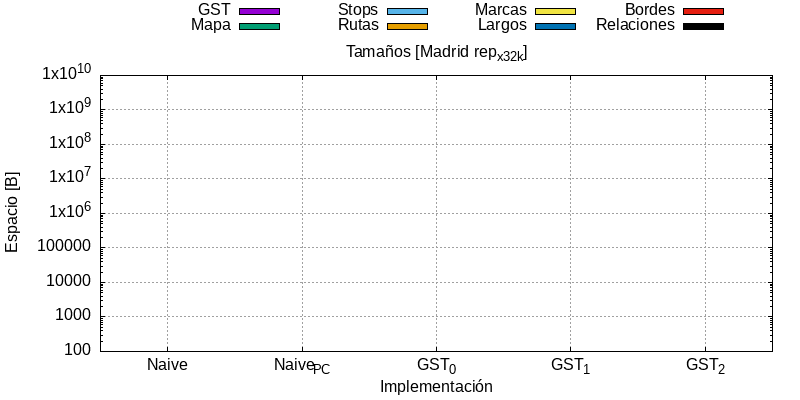 GST Stops Marcas Bordes
Mapa Rutas Largos Relaciones
Tamaños [Madrid rep_x32k]
1x10^10
1x10^9
1x10^8
1x10^7
1x10^6
100000
10000
1000
100
Espacio [B]
Naive Naive_PC GST_0 GST_1 GST_2
Implementación